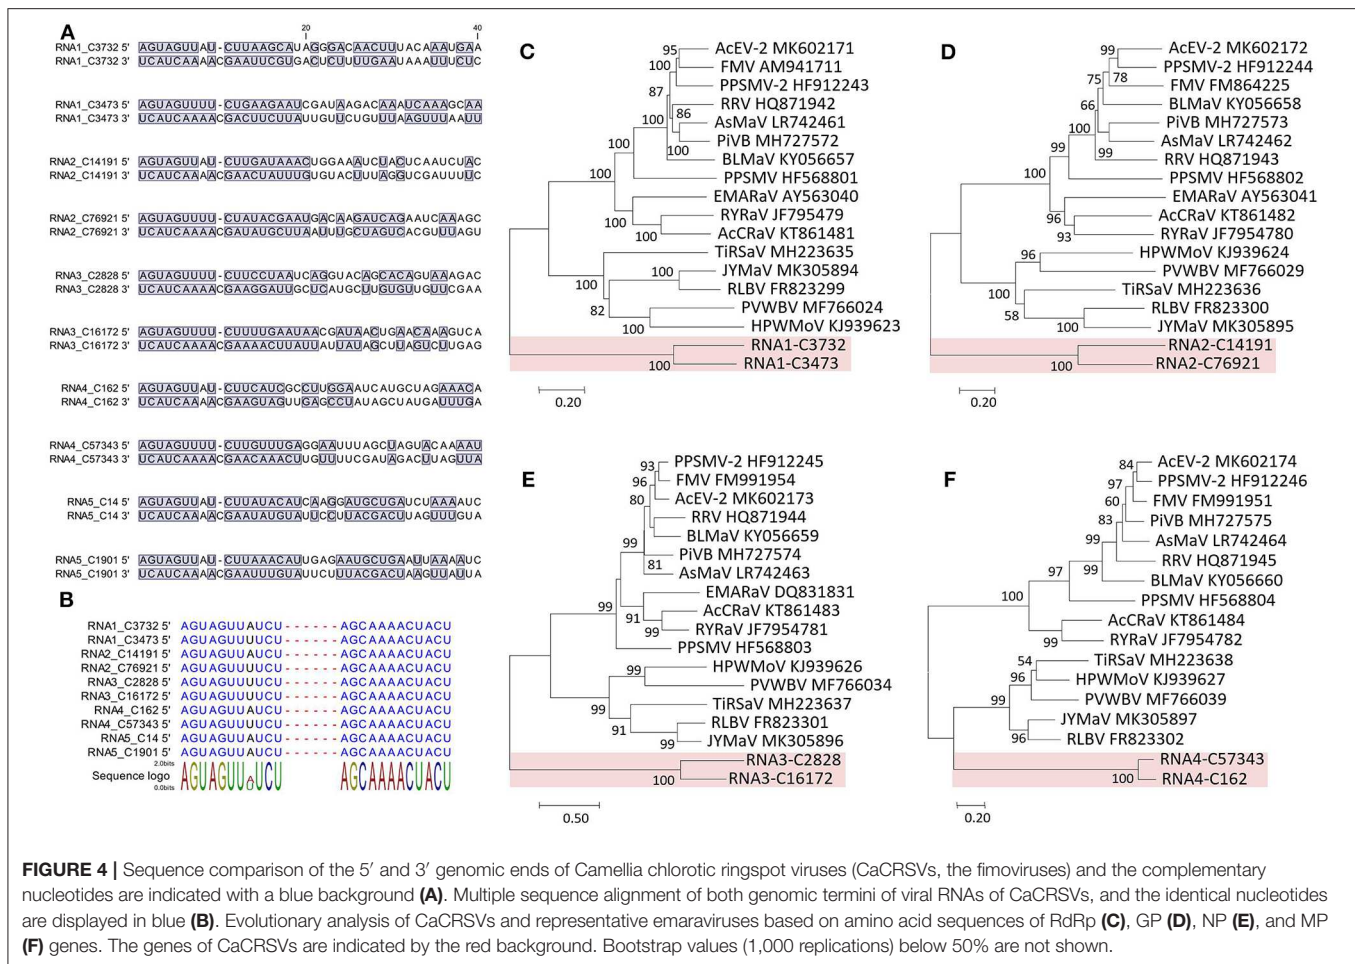 A
20
40
RNA1_C3732 5' AGUAGUUAU-CUUAAGCAUAGGGACAACUUUACAAAUGAA
RNA1_C3732 3' UCAUCAAAACGAAUUCGUGACUCUUUUGAAUAAAUUUCUC
RNA1_C3473 5' AGUAGUUUU-CUGAAGAAUCGAUAAGACAAAUCAAAGCAA
RNA1_C3473 3' UCAUCAAAACGACUUCUUAUUGUUCUGUUUAAGUUUAAUU
RNA2_C14191 5' AGUAGUUAU-CUUGAUAAACUGGAAAUCUACUCAAUCUAC
RNA2_C14191 3' UCAUCAAAACGAACUAUUUGUGUACUUUAGGUCGAUUUUC
RNA2_C76921 5' AGUAGUUUU-CUAUACGAAUGACAAGAUCAGAAUCAAAGC
RNA2_C76921 3' UCAUCAAAACGAUAUGCUUAAUUUGCUAGUCACGUUUAGU
RNA3_C2828 5' AGUAGUUUU-CUUCCUAAUCAGGUACAGCACAGUAAAGAC
RNA3_C2828 3' UCAUCAAAACGAAGGAUUGCUCAUGCUUGUGUUGUUCGAA
RNA3_C16172 5' AGUAGUUUU-CUUUUGAAUAACGAUAACUGAACAAAGUCA
RNA3_C16172 3' UCAUCAAAACGAAAACUUAUUAUUAUAGCUUAGUCUUGAG
RNA4_C162 5' AGUAGUUAU-CUUCAUCGCCUUGGAAUCAUGCUAGAAACA
RNA4_C162 3' UCAUCAAAACGAAGUAGUUGAGCCUAUAGCUAUGAUUUGA
RNA4_C57343 5' AGUAGUUUU-CUUGUUUGAGGAAUUUAGCUAGUACAAAAU
RNA4_C57343 3' UCAUCAAAACGAACAAACUUGUUUUCGAUAGACUUAGUUA
RNA5_C14 5' AGUAGUUAU-CUUAUACAUCAAGGAUGCUGAUCUAAAAUC
RNA5_C14 3' UCAUCAAAACGAAUAUGUAUUCCUUACGACUUAGUUUGUA
RNA5_C1901 5' AGUAGUUAU-CUUAAACAUUGAGAAUGCUGAAUUAAAAUC
RNA5_C1901 3' UCAUCAAAACGAAUUUGUAUUCUUUACGACUAAGUUAUUA
B
RNA1_C3732 5' AGUAGUUAUCU------AGCAAAACUACU
RNA1_C3473 5' AGUAGUUUUCU------AGCAAAACUACU
RNA2_C14191 5' AGUAGUUAUCU------AGCAAAACUACU
RNA2_C76921 5' AGUAGUUUUCU------AGCAAAACUACU
RNA3_C2828 5' AGUAGUUUUCU------AGCAAAACUACU
RNA3_C16172 5' AGUAGUUUUCU------AGCAAAACUACU
RNA4_C162 5' AGUAGUUAUCU------AGCAAAACUACU
RNA4_C57343 5' AGUAGUUUUCU------AGCAAAACUACU
RNA5_C14 5' AGUAGUUAUCU------AGCAAAACUACU
RNA5_C1901 5' AGUAGUUAUCU------AGCAAAACUACU
2.0bits
Sequence logo
0.0bits
AGUAGUUAUCU AGCAAAACUACU
C
AcEV-2 MK602171
FMV AM941711
PPSMV-2 HF912243
RRV HQ871942
AsMaV LR742461
PiVB MH727572
BLMaV KY056657
PPSMV HF568801
EMARaV AY563040
RYRaV JF795479
AcCRaV KT861481
TiRSaV MH223635
JYMaV MK305894
RLBV FR823299
PVWBV MF766024
HPWMoV KJ939623
RNA1-C3732
RNA1-C3473
95
100
87
86
100
100
100
100
100
100
100
82
100
100
0.20
D
AcEV-2 MK602172
PPSMV-2 HF912244
FMV FM864225
BLMaV KY056658
PiVB MH727573
AsMaV LR742462
RRV HQ871943
PPSMV HF568802
EMARaV AY563041
AcCRaV KT861482
RYRaV JF7954780
HPWMoV KJ939624
PVWBV MF766029
TiRSaV MH223636
RLBV FR823300
JYMaV MK305895
RNA2-C14191
RNA2-C76921
99
75
78
66
100
99
99
100
96
93
96
100
58
100
100
0.20
E
PPSMV-2 HF912245
FMV FM991954
AcEV-2 MK602173
RRV HQ871944
BLMaV KY056659
PiVB MH727574
AsMaV LR742463
EMARaV DQ831831
AcCRaV KT861483
RYRaV JF7954781
PPSMV HF568803
HPWMoV KJ939626
PVWBV MF766034
TiRSaV MH223637
RLBV FR823301
JYMaV MK305896
RNA3-C2828
RNA3-C16172
93
96
80
99
81
99
91
99
99
99
91
99
100
0.50
F
AcEV-2 MK602174
PPSMV-2 HF912246
FMV FM991951
PiVB MH727575
AsMaV LR742464
RRV HQ871945
BLMaV KY056660
PPSMV HF568804
AcCRaV KT861484
RYRaV JF7954782
TiRSaV MH223638
HPWMoV KJ939627
PVWBV MF766039
JYMaV MK305897
RLBV FR823302
RNA4-C57343
RNA4-C162
84
97
60
83
99
97
99
100
99
54
96
99
96
100
0.20
FIGURE 4 | Sequence comparison of the 5′ and 3′ genomic ends of Camellia chlorotic ringspot viruses (CaCRSVs, the fimoviruses) and the complementary
nucleotides are indicated with a blue background (A). Multiple sequence alignment of both genomic termini of viral RNAs of CaCRSVs, and the identical nucleotides
are displayed in blue (B). Evolutionary analysis of CaCRSVs and representative emaraviruses based on amino acid sequences of RdRp (C), GP (D), NP (E), and MP
(F) genes. The genes of CaCRSVs are indicated by the red background. Bootstrap values (1,000 replications) below 50% are not shown.